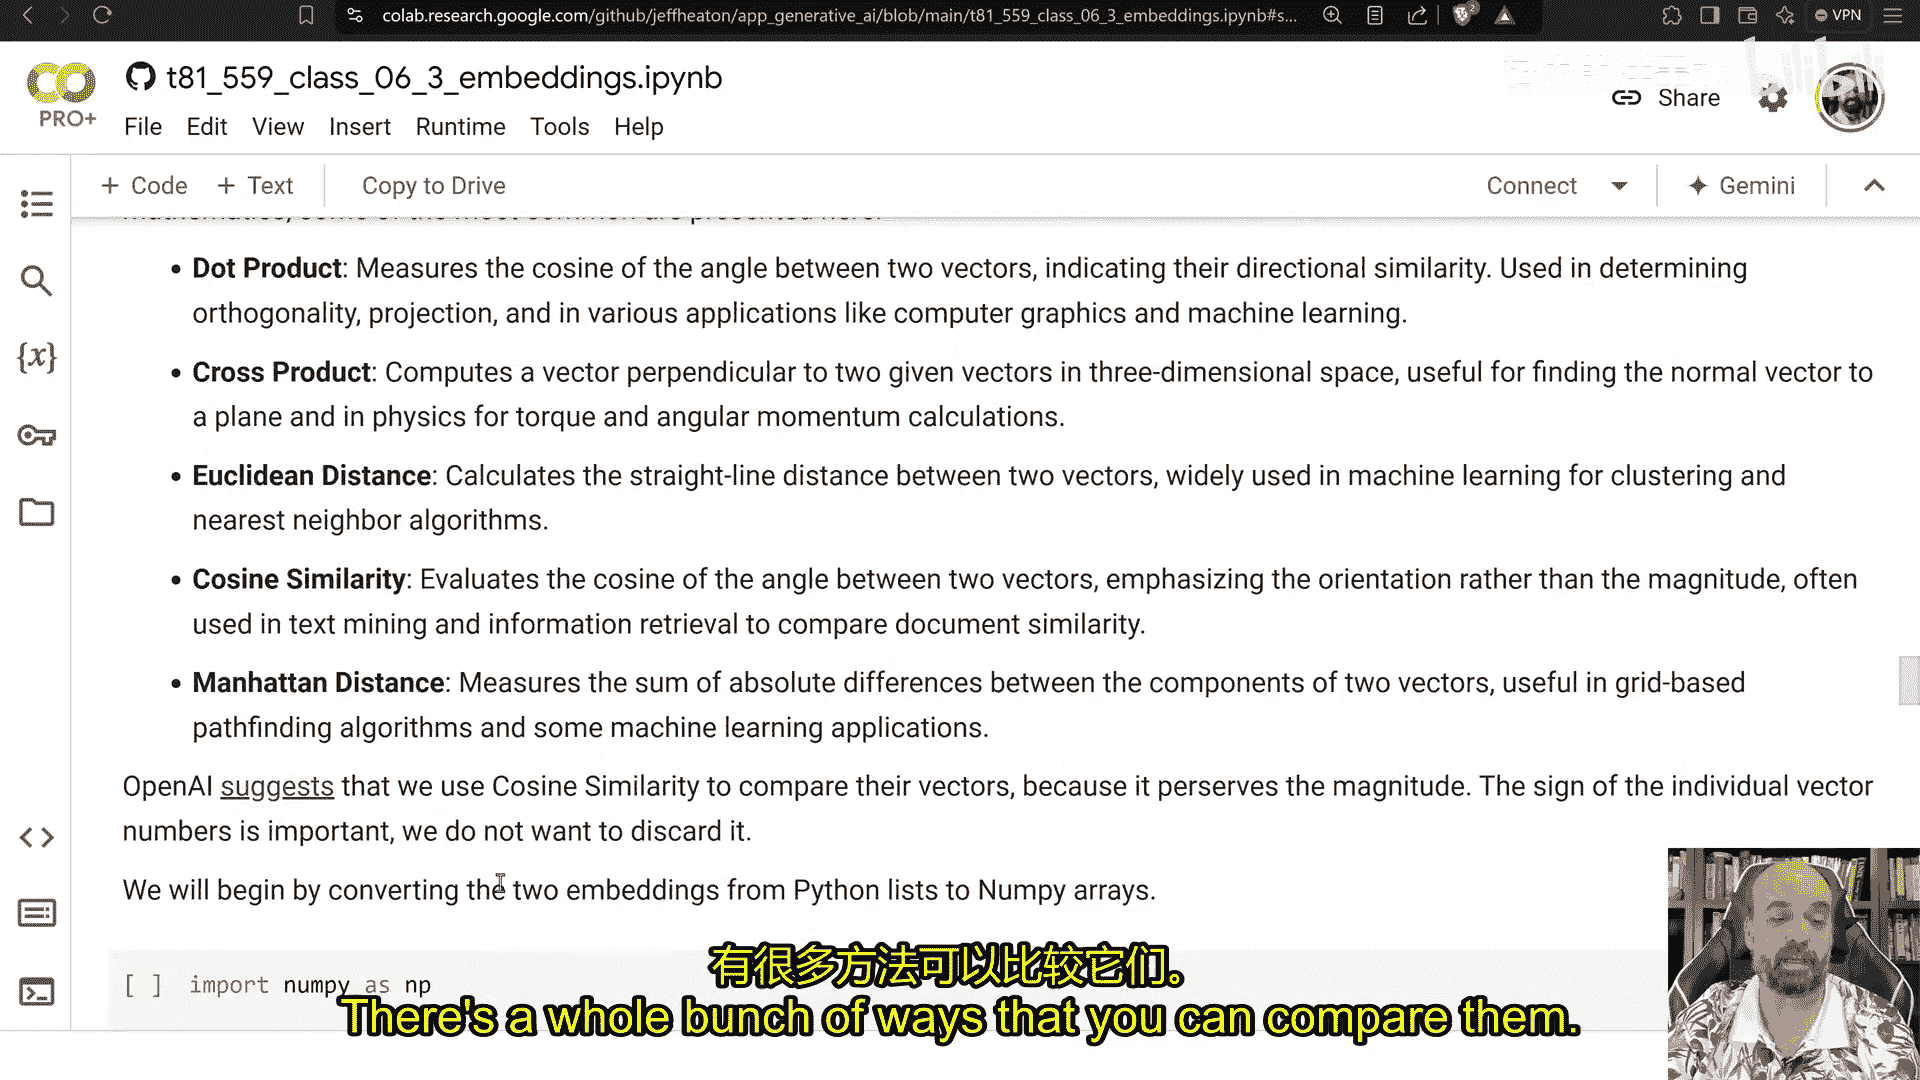 colab.research.google.com/github/jeffheaton/app_generative_ai/blob/main/t81_559_class_06_3_embeddings.ipynb#s...
2
VPN
t81_559_class_06_3_embeddings.ipynb
PRO+
File Edit View Insert Runtime Tools Help
Share
+ Code + Text Copy to Drive
Connect
Gemini
mathematics, some of the most common are presented here.
• Dot Product: Measures the cosine of the angle between two vectors, indicating their directional similarity. Used in determining
orthogonality, projection, and in various applications like computer graphics and machine learning.
• Cross Product: Computes a vector perpendicular to two given vectors in three-dimensional space, useful for finding the normal vector to
a plane and in physics for torque and angular momentum calculations.
• Euclidean Distance: Calculates the straight-line distance between two vectors, widely used in machine learning for clustering and
nearest neighbor algorithms.
• Cosine Similarity: Evaluates the cosine of the angle between two vectors, emphasizing the orientation rather than the magnitude, often
used in text mining and information retrieval to compare document similarity.
• Manhattan Distance: Measures the sum of absolute differences between the components of two vectors, useful in grid-based
pathfinding algorithms and some machine learning applications.
OpenAI suggests that we use Cosine Similarity to compare their vectors, because it perserves the magnitude. The sign of the individual vector
numbers is important, we do not want to discard it.
We will begin by converting the two embeddings from Python lists to Numpy arrays.
[ ] import numpy as np
有很多方法可以比较它们。
There's a whole bunch of ways that you can compare them.